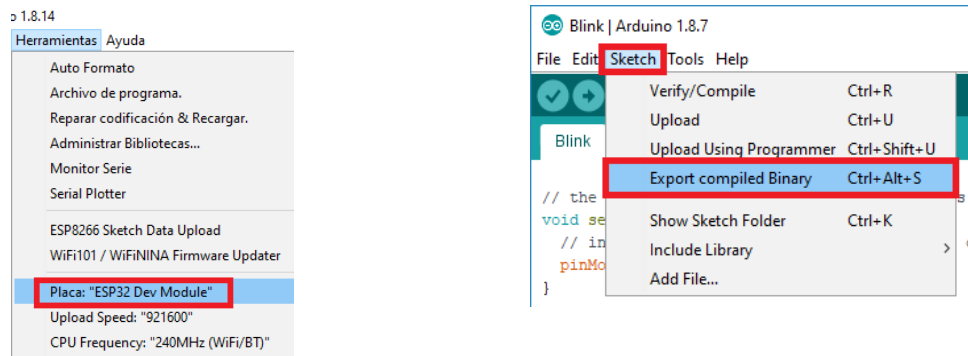 o 1.8.14
Herramientas Ayuda
Auto Formato
Archivo de programa.
Reparar codificación & Recargar.
Administrar Bibliotecas...
Monitor Serie
Serial Plotter
ESP8266 Sketch Data Upload
WiFi101 / WiFiNINA Firmware Updater
Placa: "ESP32 Dev Module"
Upload Speed: "921600"
CPU Frequency: "240MHz (WiFi/BT)"
Blink | Arduino 1.8.7
File Edit Sketch Tools Help
Verify/Compile Ctrl+R
Upload Ctrl+U
Blink
Upload Using Programmer Ctrl+Shift+U
Export compiled Binary Ctrl+Alt+S
// the
s
void se
Show Sketch Folder Ctrl+K
// in
Include Library >
pinMo
Add File...
}